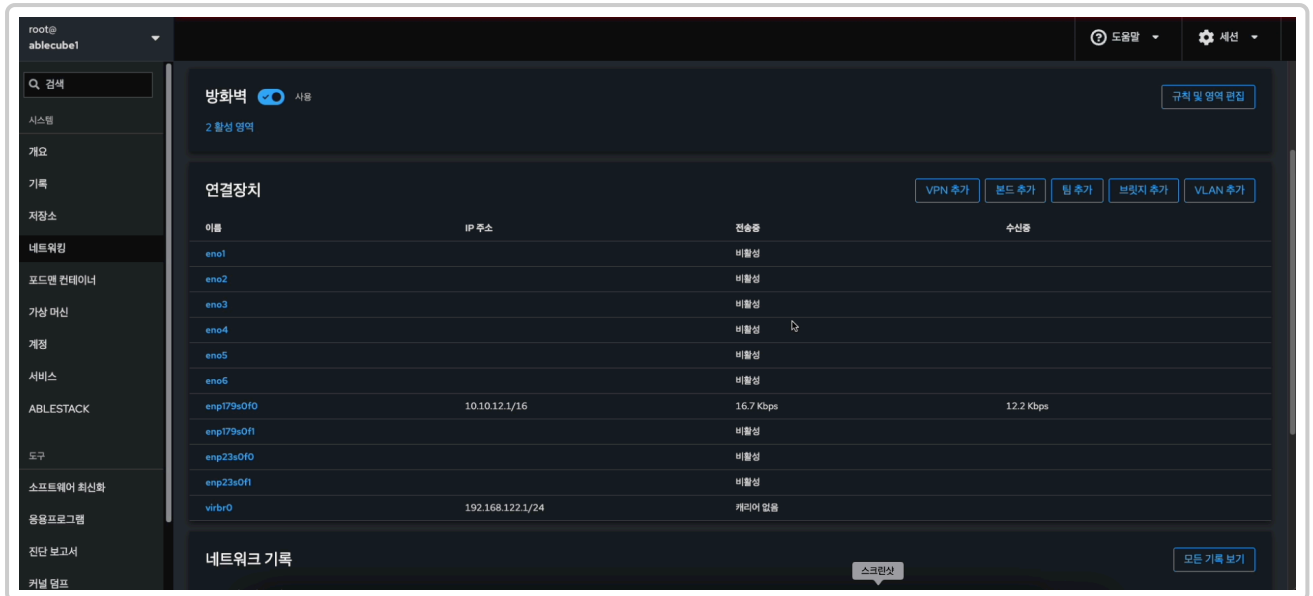 root@
ablecube1
도움말
세션
검색
시스템
개요
기록
저장소
네트워킹
포드맨 컨테이너
가상 머신
계정
서비스
ABLESTACK
도구
소프트웨어 최신화
응용프로그램
진단 보고서
커널 덤프
방화벽 사용 규칙 및 영역 편집
2 활성 영역
연결장치 VPN 추가 본드 추가 팀 추가 브릿지 추가 VLAN 추가
이름 IP 주소 전송중 수신중
eno1 비활성
eno2 비활성
eno3 비활성
eno4 비활성
eno5 비활성
eno6 비활성
enp179s0f0 10.10.12.1/16 16.7 Kbps 12.2 Kbps
enp179s0f1 비활성
enp23s0f0 비활성
enp23s0f1 비활성
virbr0 192.168.122.1/24 캐리어 없음
네트워크 기록 모든 기록 보기
스크린샷